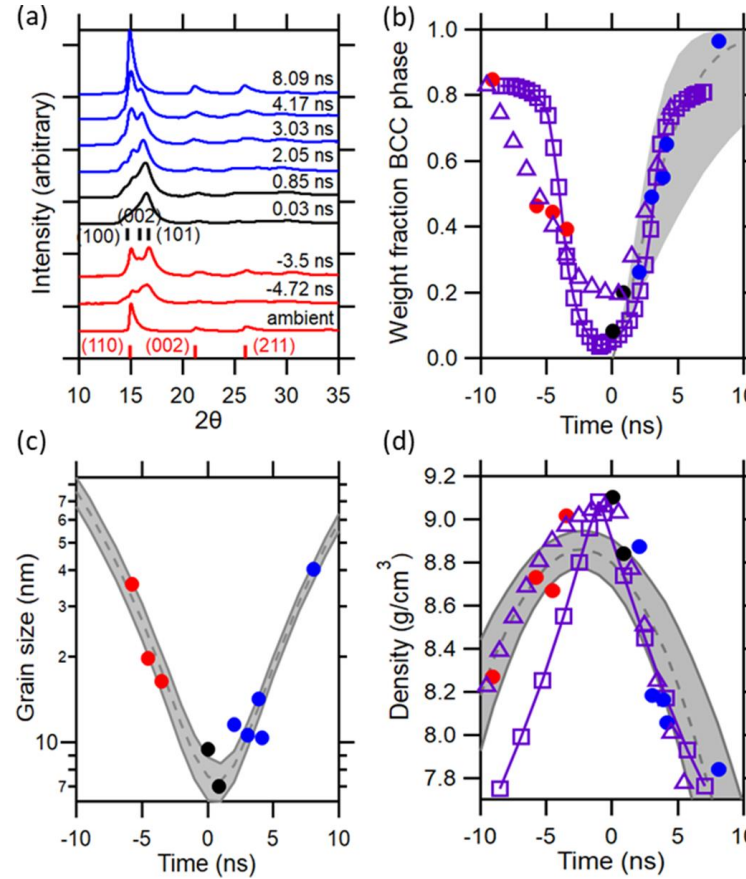 (a)
Intensity (arbitrary)
8.09 ns
4.17 ns
3.03 ns
2.05 ns
0.85 ns
0.03 ns
(002)
(100)
(101)
-3.5 ns
-4.72 ns
ambient
(110)
(002)
(211)
10 15 20 25 30 35
2θ
(b)
Weight fraction BCC phase
1.0
0.8
0.6
0.4
0.2
0.0
-10 -5 0 5 10
Time (ns)
(c)
Grain size (nm)
7
6
5
4
3
2
10
7
-10 -5 0 5 10
Time (ns)
(d)
Density (g/cm³)
9.2
9.0
8.8
8.6
8.4
8.2
8.0
7.8
-10 -5 0 5 10
Time (ns)